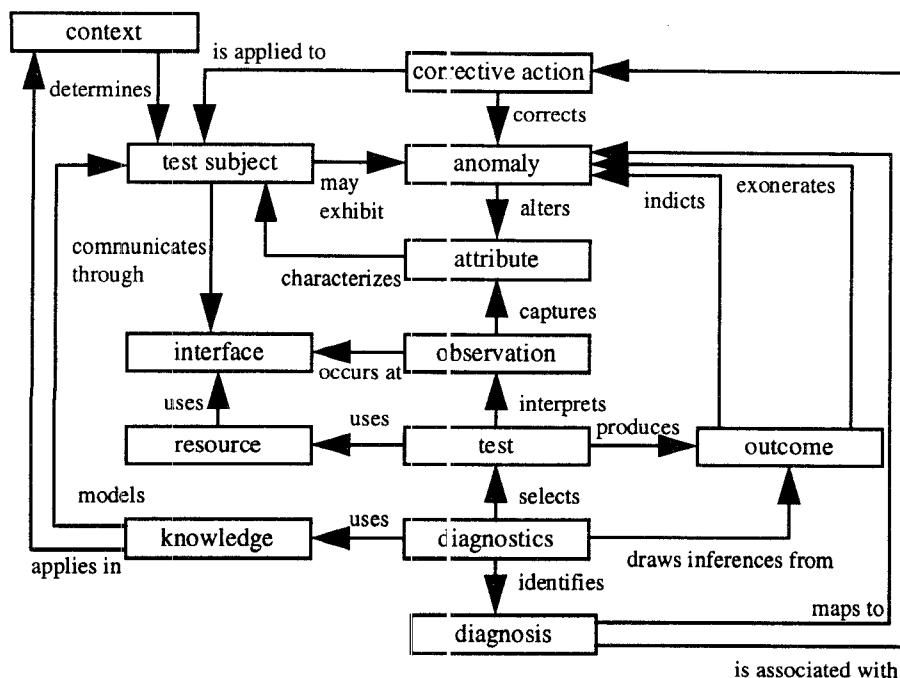 context
is applied to
corrective action
determines
corrects
test subject
anomaly
may
exhibit
indicts
exonerates
alters
communicates
through
characterizes
attribute
captures
interface
occurs at
observation
uses
interprets
resource
uses
test
produces
outcome
models
selects
knowledge
uses
diagnostics
applies in
draws inferences from
identifies
diagnosis
maps to
is associated with